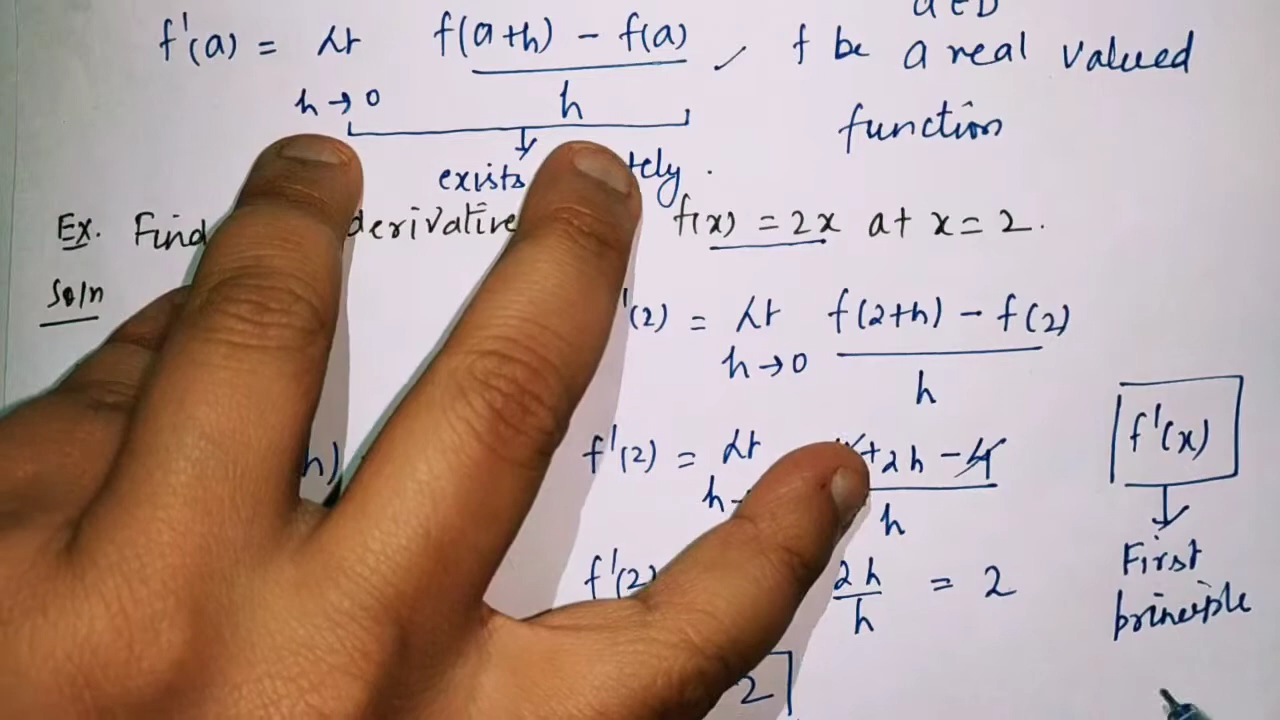 a ∈ D
f'(a) = Lt f(a+h) - f(a) , f be a real valued
h→0 h function
exists
Ex. Find derivative f(x) = 2x at x = 2.
Soln
'(2) = Lt f(2+h) - f(2)
h→0 h
f'(x)
f'(2) = Lt +2h - 4
h→ h
h)
First
principle
f'(2) 2h/h = 2
2